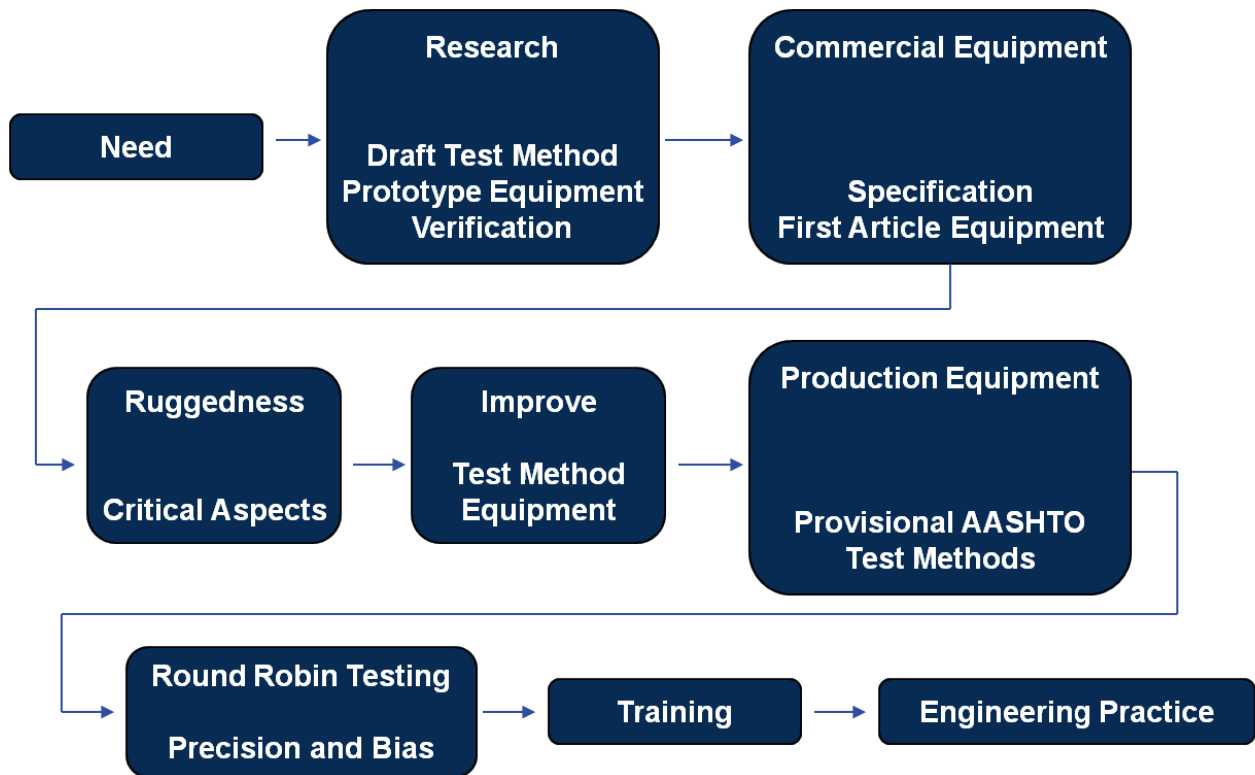 Need
Research
Draft Test Method
Prototype Equipment
Verification
Commercial Equipment
Specification
First Article Equipment
Ruggedness
Critical Aspects
Improve
Test Method
Equipment
Production Equipment
Provisional AASHTO
Test Methods
Round Robin Testing
Precision and Bias
Training
Engineering Practice